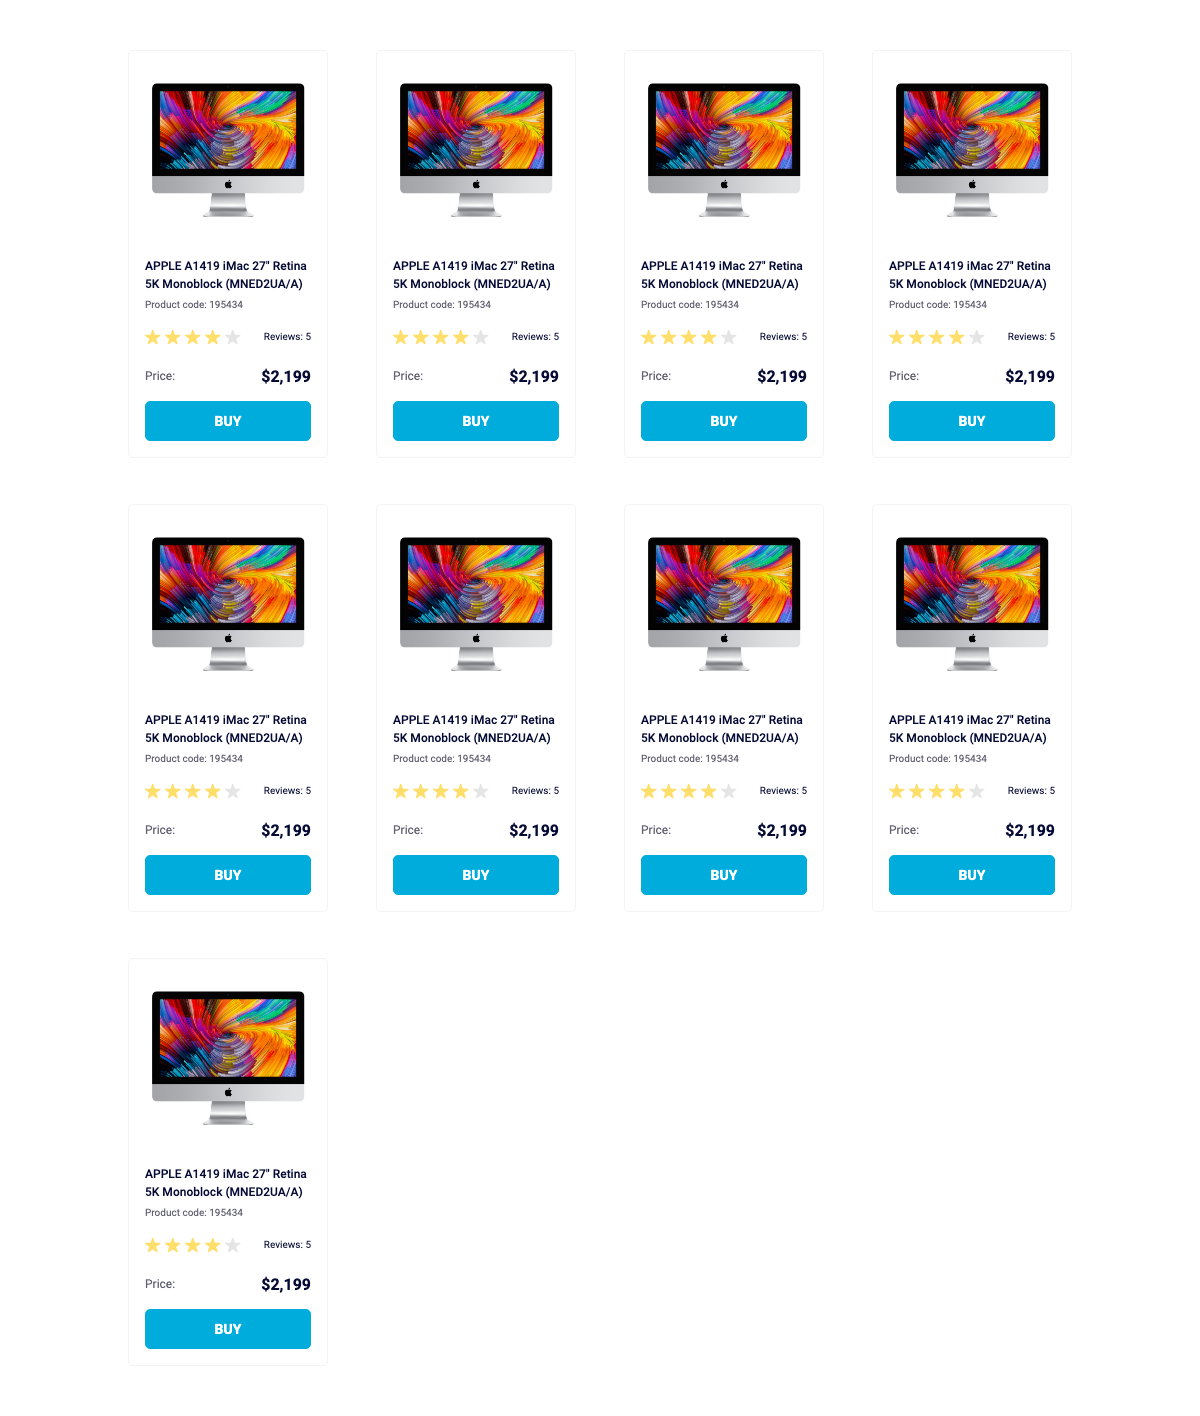 APPLE A1419 iMac 27" Retina
5K Monoblock (MNED2UA/A)
Product code: 195434
Reviews: 5
Price: $2,199
BUY
APPLE A1419 iMac 27" Retina
5K Monoblock (MNED2UA/A)
Product code: 195434
Reviews: 5
Price: $2,199
BUY
APPLE A1419 iMac 27" Retina
5K Monoblock (MNED2UA/A)
Product code: 195434
Reviews: 5
Price: $2,199
BUY
APPLE A1419 iMac 27" Retina
5K Monoblock (MNED2UA/A)
Product code: 195434
Reviews: 5
Price: $2,199
BUY
APPLE A1419 iMac 27" Retina
5K Monoblock (MNED2UA/A)
Product code: 195434
Reviews: 5
Price: $2,199
BUY
APPLE A1419 iMac 27" Retina
5K Monoblock (MNED2UA/A)
Product code: 195434
Reviews: 5
Price: $2,199
BUY
APPLE A1419 iMac 27" Retina
5K Monoblock (MNED2UA/A)
Product code: 195434
Reviews: 5
Price: $2,199
BUY
APPLE A1419 iMac 27" Retina
5K Monoblock (MNED2UA/A)
Product code: 195434
Reviews: 5
Price: $2,199
BUY
APPLE A1419 iMac 27" Retina
5K Monoblock (MNED2UA/A)
Product code: 195434
Reviews: 5
Price: $2,199
BUY